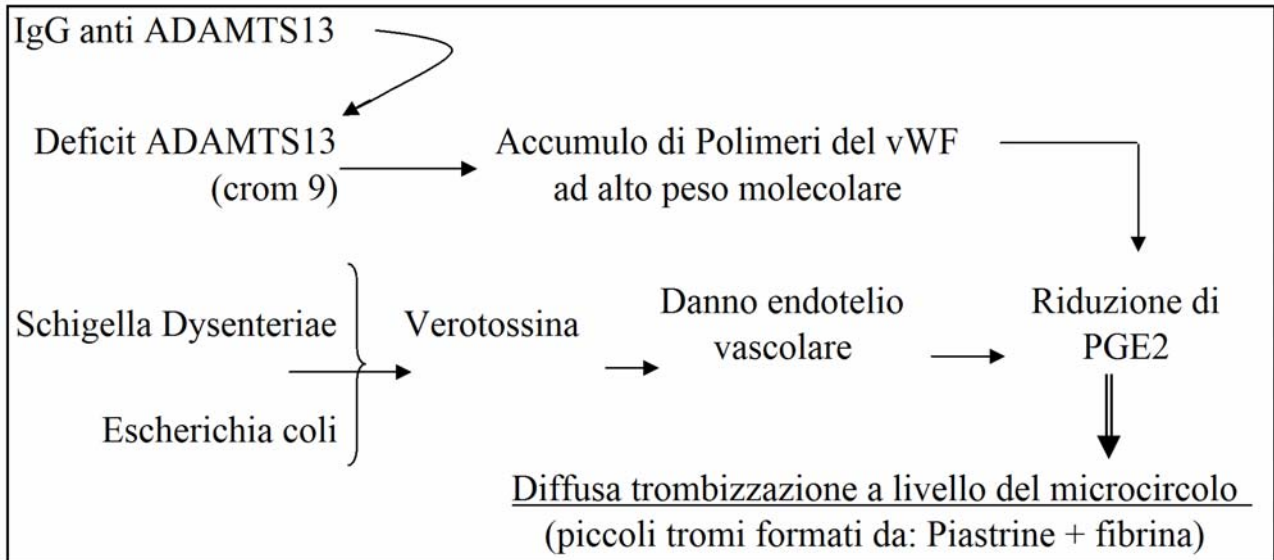 IgG anti ADAMTS13
Deficit ADAMTS13
(crom 9)
Accumulo di Polimeri del vWF
ad alto peso molecolare
Schigella Dysenteriae
Escherichia coli
Verotossina
Danno endotelio
vascolare
Riduzione di
PGE2
Diffusa trombizzazione a livello del microcircolo
(piccoli tromi formati da: Piastrine + fibrina)